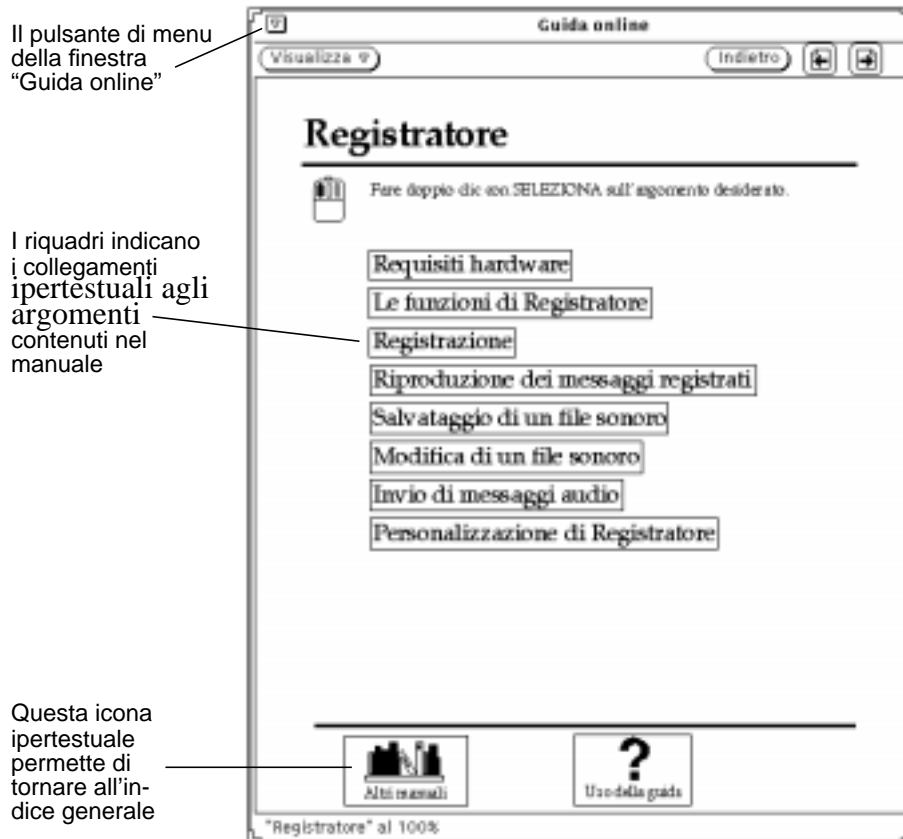 Il pulsante di menu
della finestra
“Guida online”
Guida online
Visualizza
Indietro
Registratore
Fare doppio clic con SELEZIONA sull'argomento desiderato.
I riquadri indicano
i collegamenti
ipertestuali agli
argomenti
contenuti nel
manuale
Requisiti hardware
Le funzioni di Registratore
Registrazione
Riproduzione dei messaggi registrati
Salvataggio di un file sonoro
Modifica di un file sonoro
Invio di messaggi audio
Personalizzazione di Registratore
Questa icona
ipertestuale
permette di
tornare all'in-
dice generale
Altri manuali
?
Uso della guida
"Registratore" al 100%